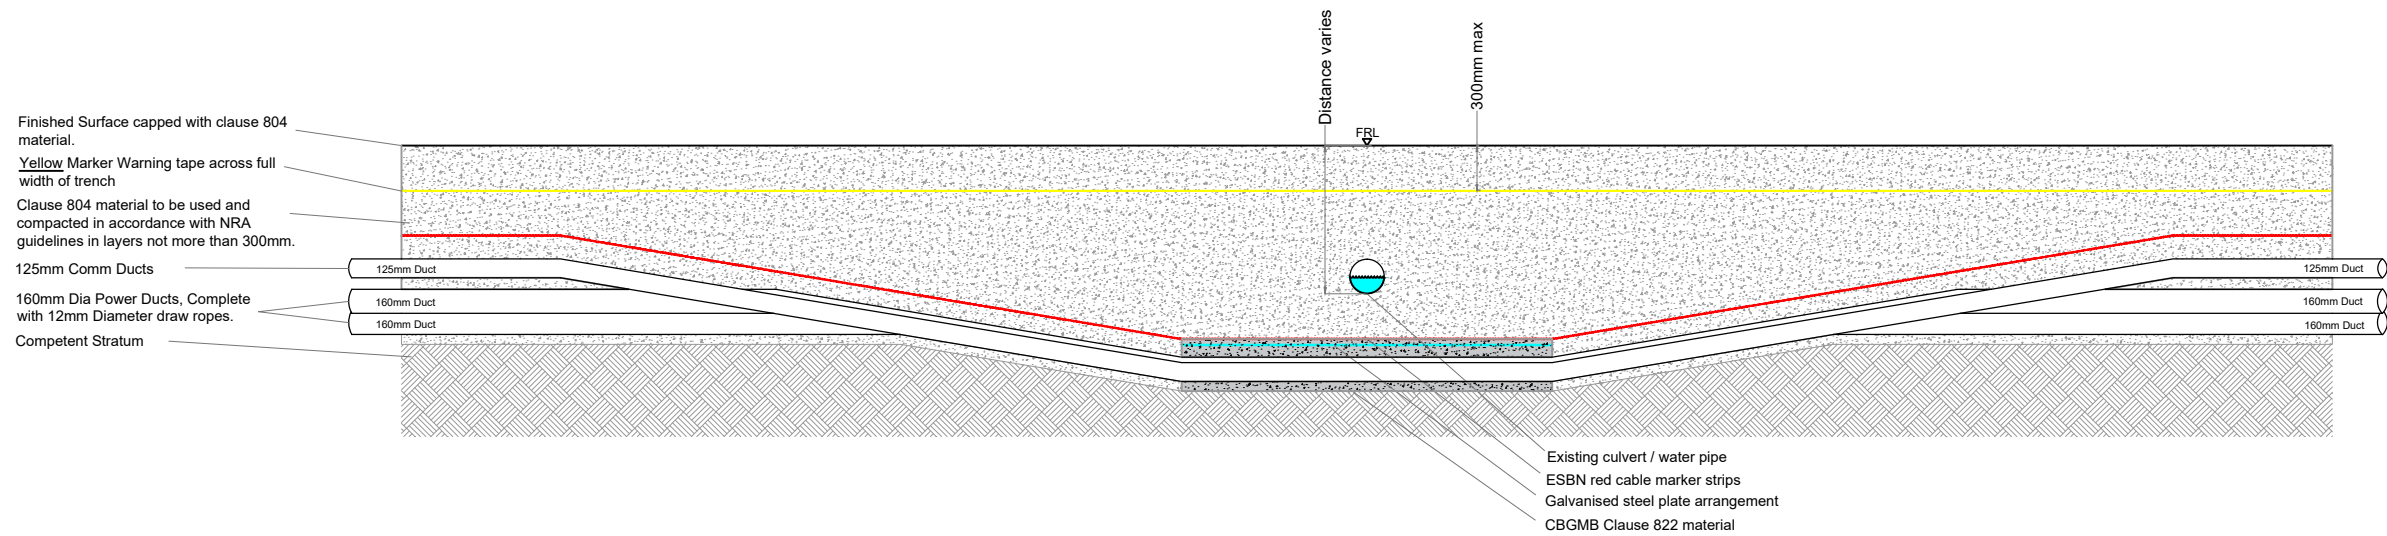 Distance varies
300mm max
FRL
Finished Surface capped with clause 804
material.
Yellow Marker Warning tape across full
width of trench
Clause 804 material to be used and
compacted in accordance with NRA
guidelines in layers not more than 300mm.
125mm Comm Ducts
160mm Dia Power Ducts, Complete
with 12mm Diameter draw ropes.
Competent Stratum
125mm Duct
160mm Duct
160mm Duct
125mm Duct
160mm Duct
160mm Duct
Existing culvert / water pipe
ESBN red cable marker strips
Galvanised steel plate arrangement
CBGMB Clause 822 material